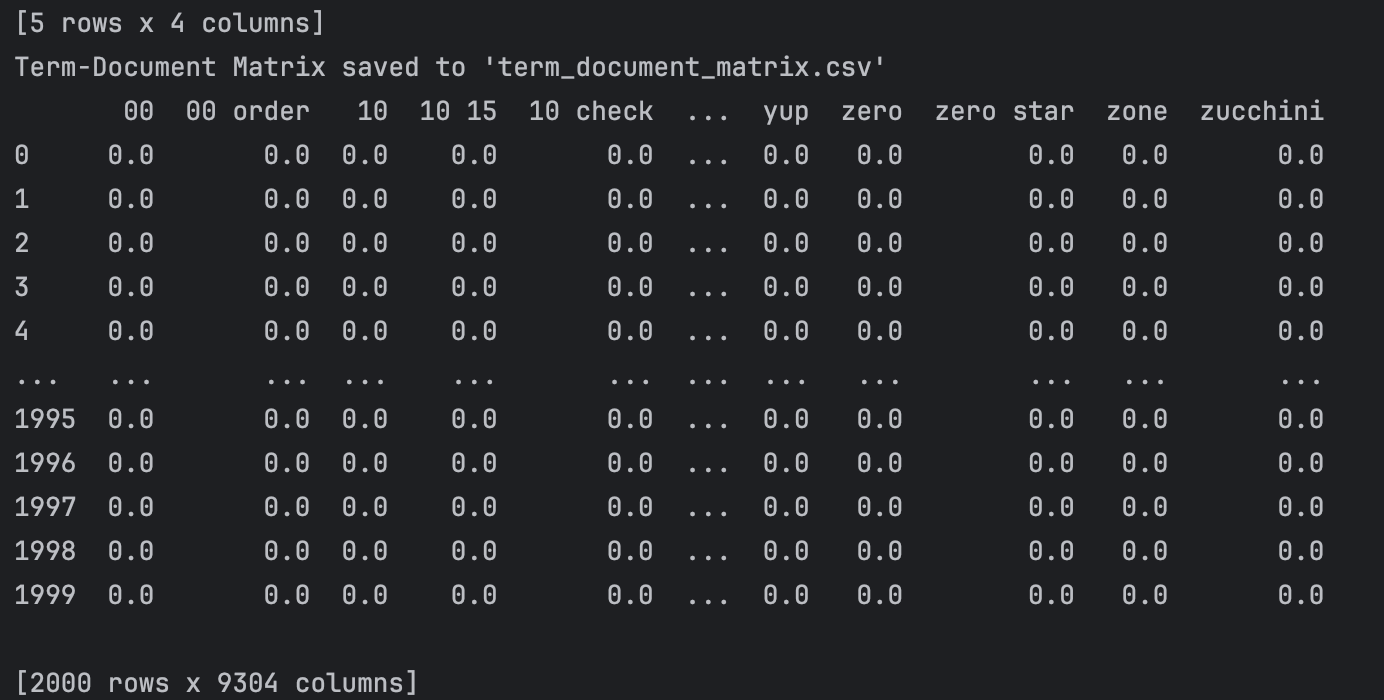 [5 rows x 4 columns]
Term-Document Matrix saved to 'term_document_matrix.csv'
00 00 order 10 10 15 10 check ... yup zero zero star zone zucchini
0 0.0 0.0 0.0 0.0 0.0 ... 0.0 0.0 0.0 0.0 0.0
1 0.0 0.0 0.0 0.0 0.0 ... 0.0 0.0 0.0 0.0 0.0
2 0.0 0.0 0.0 0.0 0.0 ... 0.0 0.0 0.0 0.0 0.0
3 0.0 0.0 0.0 0.0 0.0 ... 0.0 0.0 0.0 0.0 0.0
4 0.0 0.0 0.0 0.0 0.0 ... 0.0 0.0 0.0 0.0 0.0
... ... ... ... ... ... ... ... ... ... ... ...
1995 0.0 0.0 0.0 0.0 0.0 ... 0.0 0.0 0.0 0.0 0.0
1996 0.0 0.0 0.0 0.0 0.0 ... 0.0 0.0 0.0 0.0 0.0
1997 0.0 0.0 0.0 0.0 0.0 ... 0.0 0.0 0.0 0.0 0.0
1998 0.0 0.0 0.0 0.0 0.0 ... 0.0 0.0 0.0 0.0 0.0
1999 0.0 0.0 0.0 0.0 0.0 ... 0.0 0.0 0.0 0.0 0.0
[2000 rows x 9304 columns]